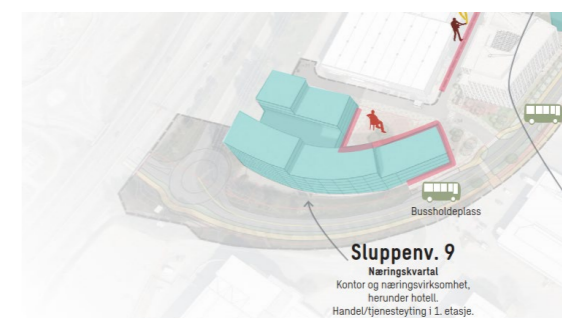 Bussholdeplass
Sluppenv. 9
Næringskvartal
Kontor og næringsvirksomhet,
herunder hotell.
Handel/tjenesteyting i 1. etasje.